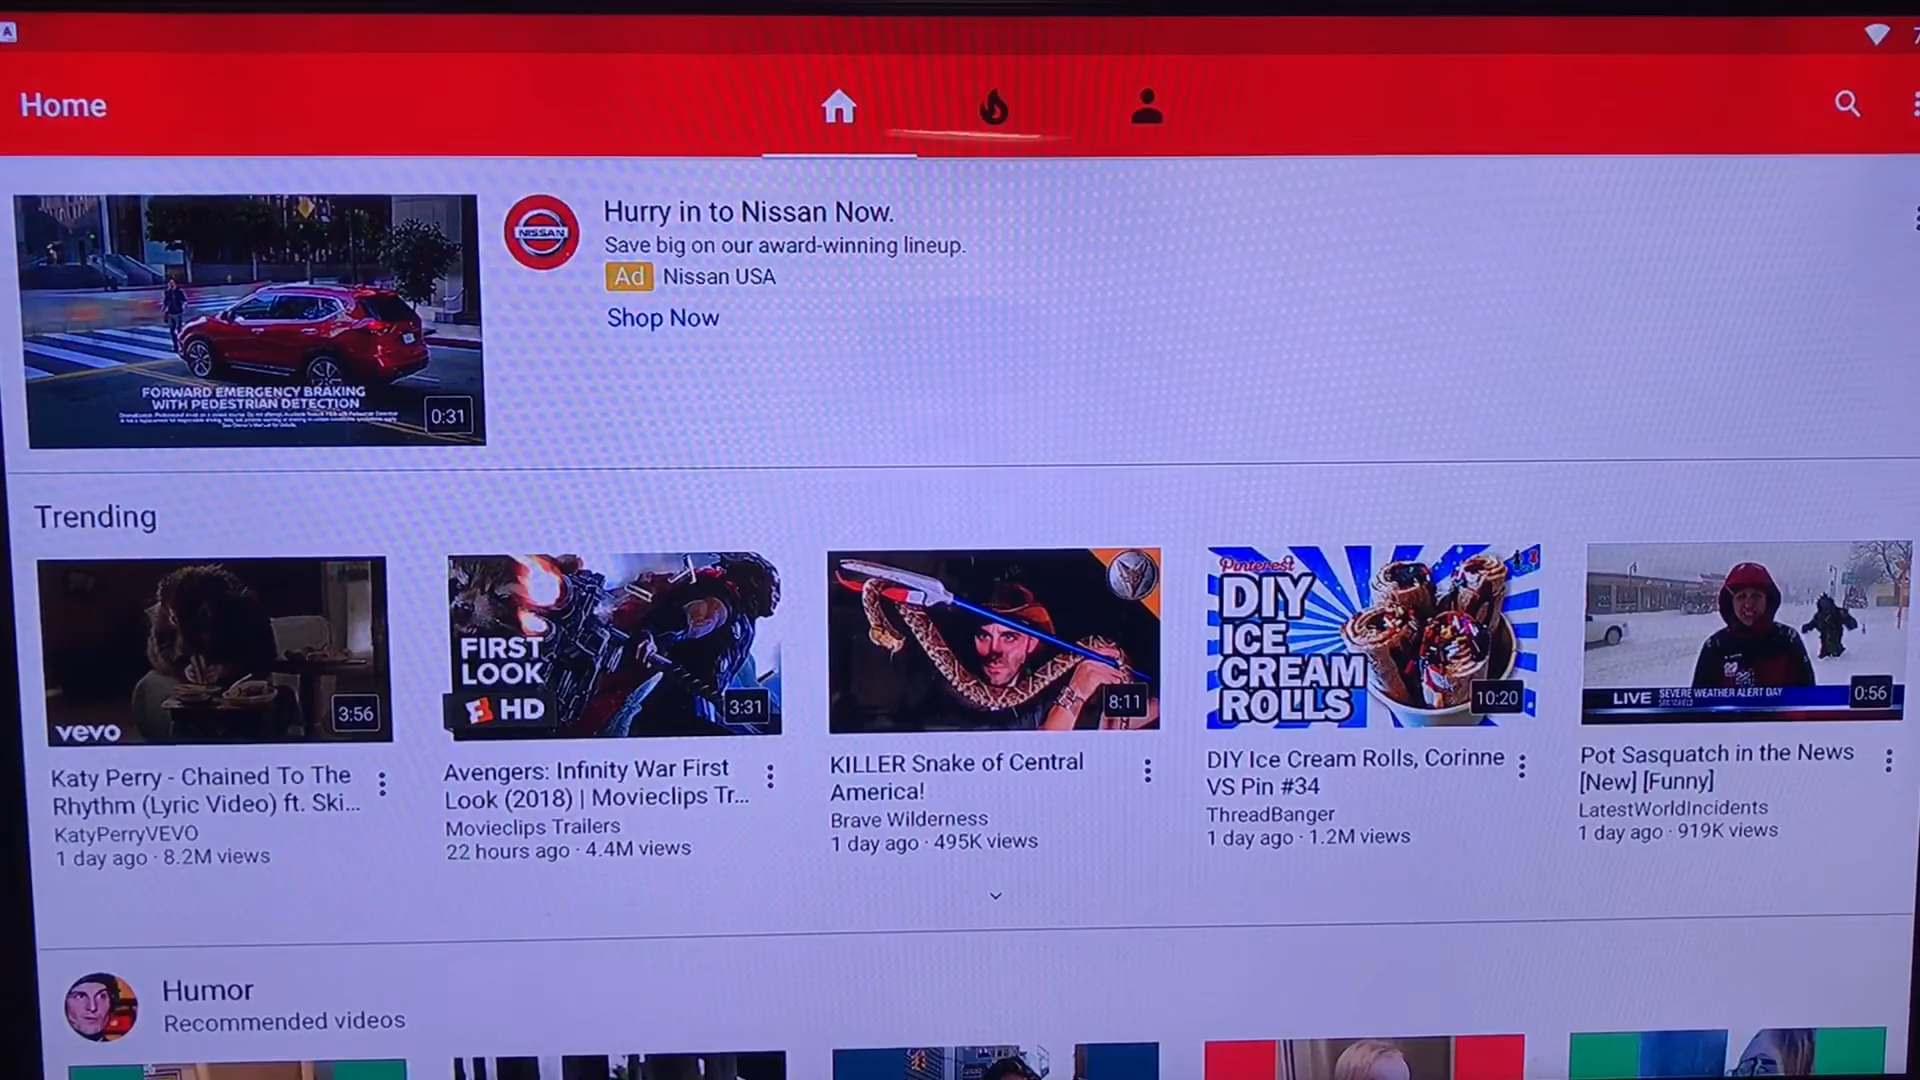 A
7
Home
NISSAN
Hurry in to Nissan Now.
Save big on our award-winning lineup.
Ad Nissan USA
Shop Now
FORWARD EMERGENCY BRAKING
WITH PEDESTRIAN DETECTION
0:31
Trending
vevo
3:56
FIRST
LOOK
HD
3:31
8:11
Pinterest
DIY
ICE
CREAM
ROLLS
10:20
LIVE SEVERE WEATHER ALERT DAY
0:56
Katy Perry - Chained To The
Rhythm (Lyric Video) ft. Ski...
KatyPerryVEVO
1 day ago · 8.2M views
Avengers: Infinity War First
Look (2018) | Movieclips Tr...
Movieclips Trailers
22 hours ago · 4.4M views
KILLER Snake of Central
America!
Brave Wilderness
1 day ago · 495K views
DIY Ice Cream Rolls, Corinne
VS Pin #34
ThreadBanger
1 day ago · 1.2M views
Pot Sasquatch in the News
[New] [Funny]
LatestWorldIncidents
1 day ago · 919K views
Humor
Recommended videos